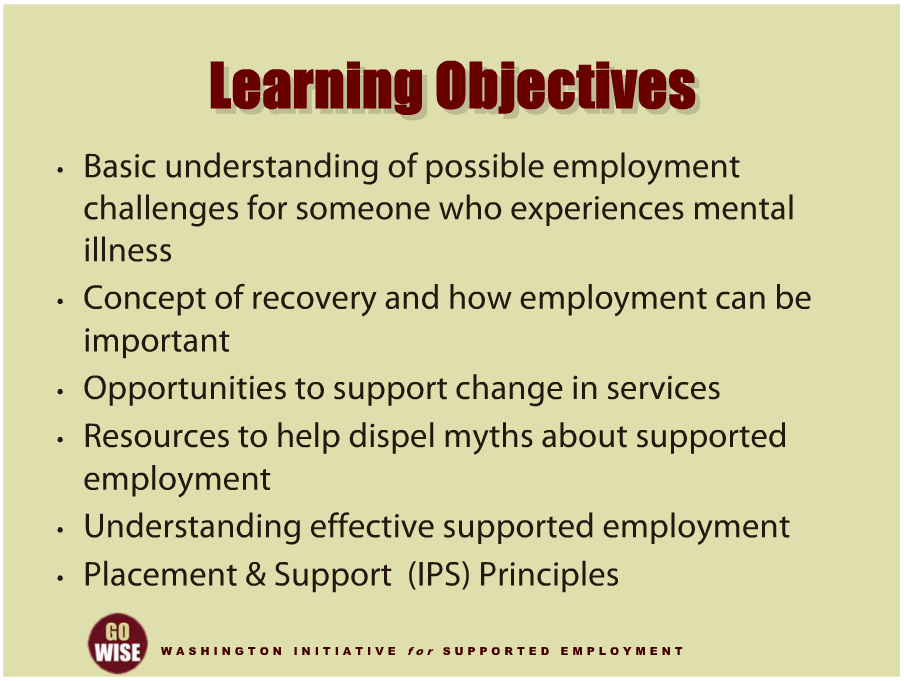 Learning Objectives
• Basic understanding of possible employment
challenges for someone who experiences mental
illness
• Concept of recovery and how employment can be
important
• Opportunities to support change in services
• Resources to help dispel myths about supported
employment
• Understanding effective supported employment
• Placement & Support  (IPS) Principles
GO
WISE
WASHINGTON INITIATIVE for SUPPORTED EMPLOYMENT